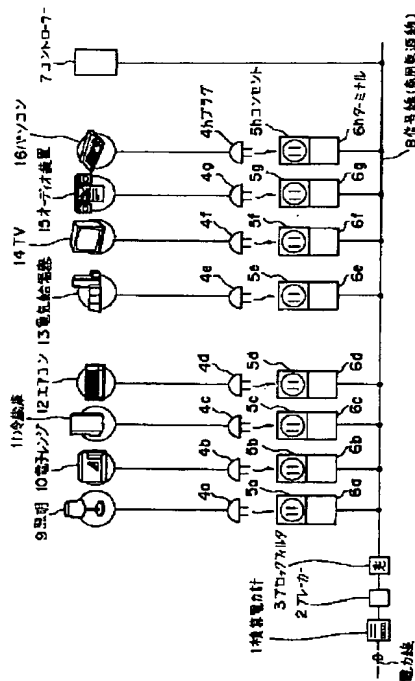 7コントローラー
16パソコン
15オーディオ装置
14TV
13電気給湯器
12エアコン
11冷蔵庫
10電子レンジ
9照明
4hプラグ
4g
4f
4e
4d
4c
4b
4a
5hコンセント
5g
5f
5e
5d
5c
5b
5a
6hターミナル
6g
6f
6e
6d
6c
6b
6a
8信号線(商用電源線)
3ブロックフィルタ
2ブレーカー
1積算電力計
電力線